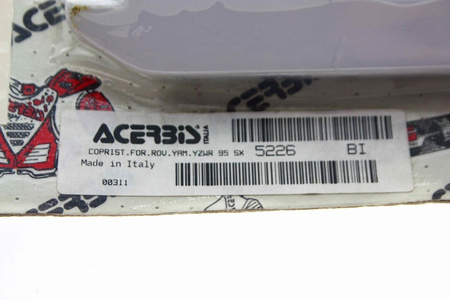 ACERBIS ITALIA
COPRIST.FOR.ROV.YAM.YZWR 95 SX 5226 BI
Made in Italy
00311